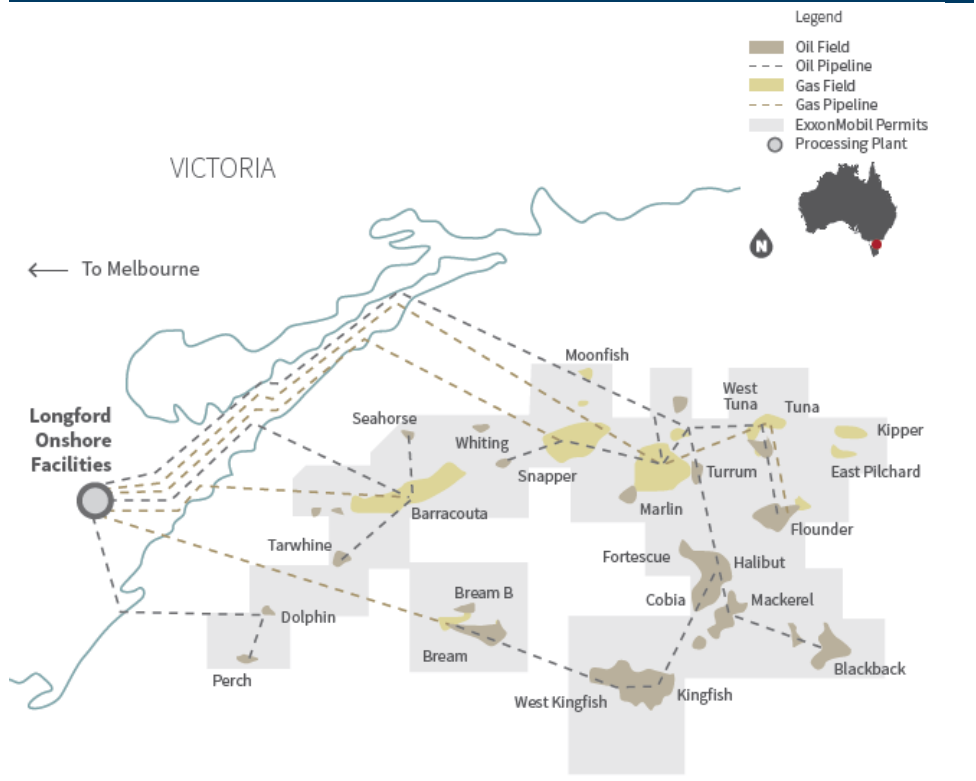 Legend
Oil Field
Oil Pipeline
Gas Field
Gas Pipeline
ExxonMobil Permits
Processing Plant
VICTORIA
N
To Melbourne
Moonfish
West
Tuna
Tuna
Longford
Onshore
Facilities
Seahorse
Whiting
Kipper
Snapper
Turrum
East Pilchard
Marlin
Barracouta
Flounder
Tarwhine
Fortescue
Halibut
Bream B
Cobia
Mackerel
Dolphin
Bream
Blackback
Perch
West Kingfish
Kingfish